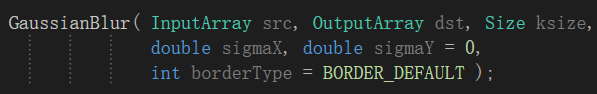 GaussianBlur( InputArray src, OutputArray dst, Size ksize,
double sigmaX, double sigmaY = 0,
int borderType = BORDER_DEFAULT );